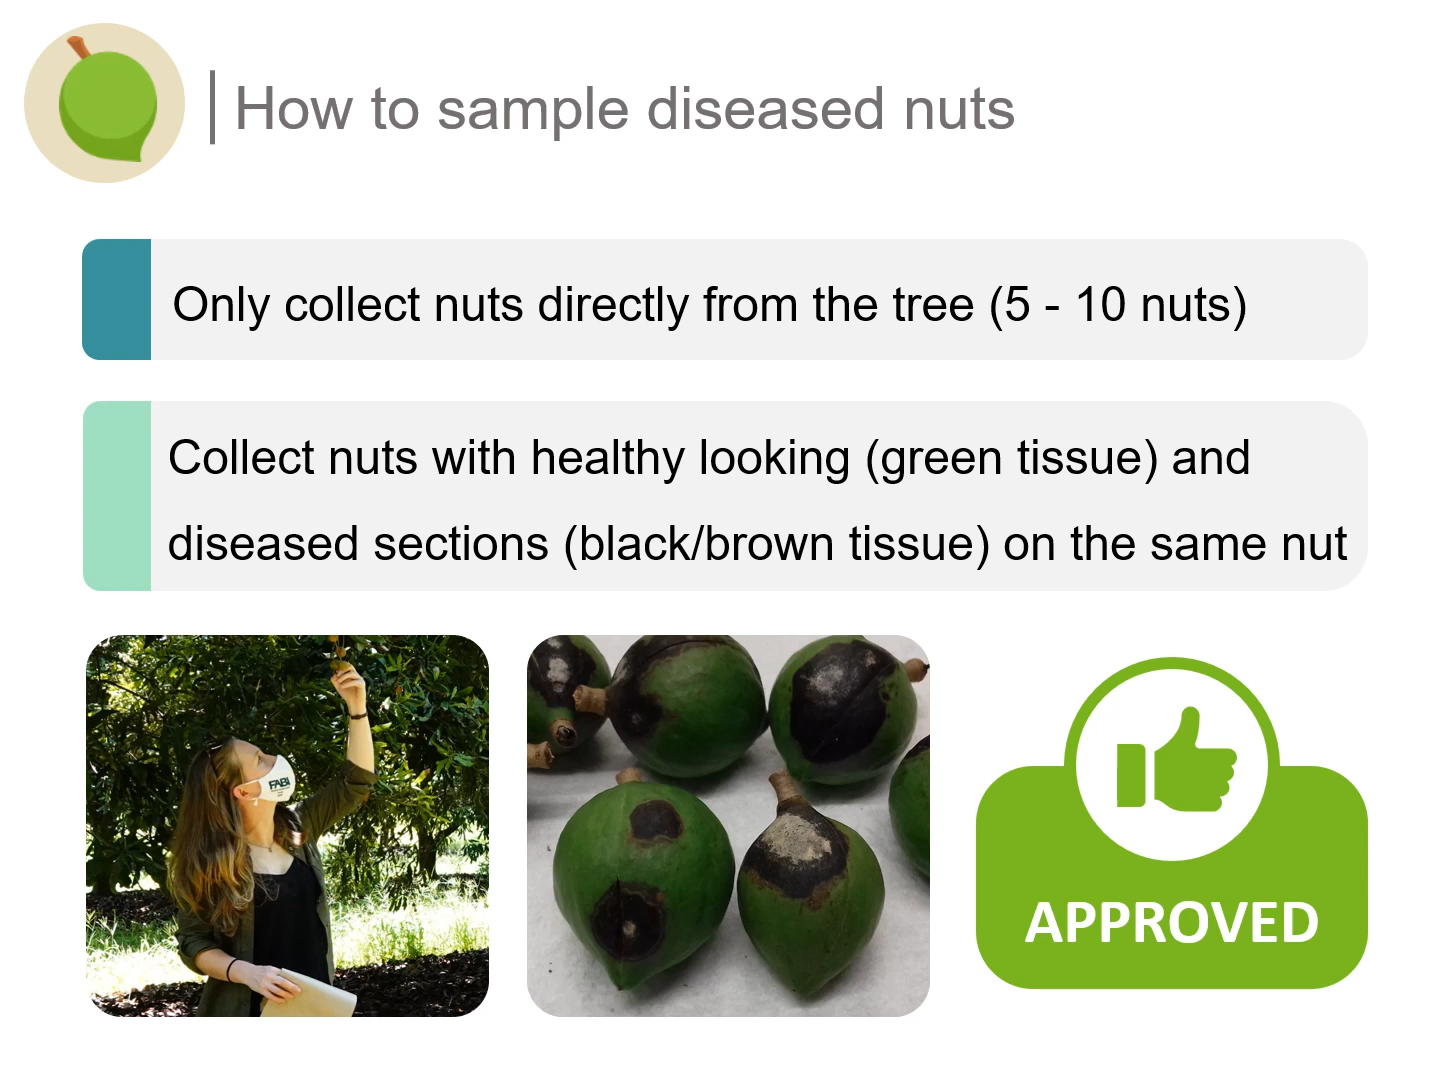 How to sample diseased nuts
Only collect nuts directly from the tree (5 - 10 nuts)
Collect nuts with healthy looking (green tissue) and
diseased sections (black/brown tissue) on the same nut
FABI
APPROVED